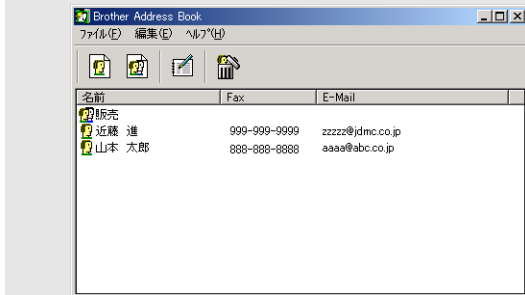 Brother Address Book
ファイル(F) 編集(E) ヘルプ(H)
名前 Fax E-Mail
販売
近藤 進 999-999-9999 zzzzz@jdmc.co.jp
山本 太郎 888-888-8888 aaaa@abc.co.jp